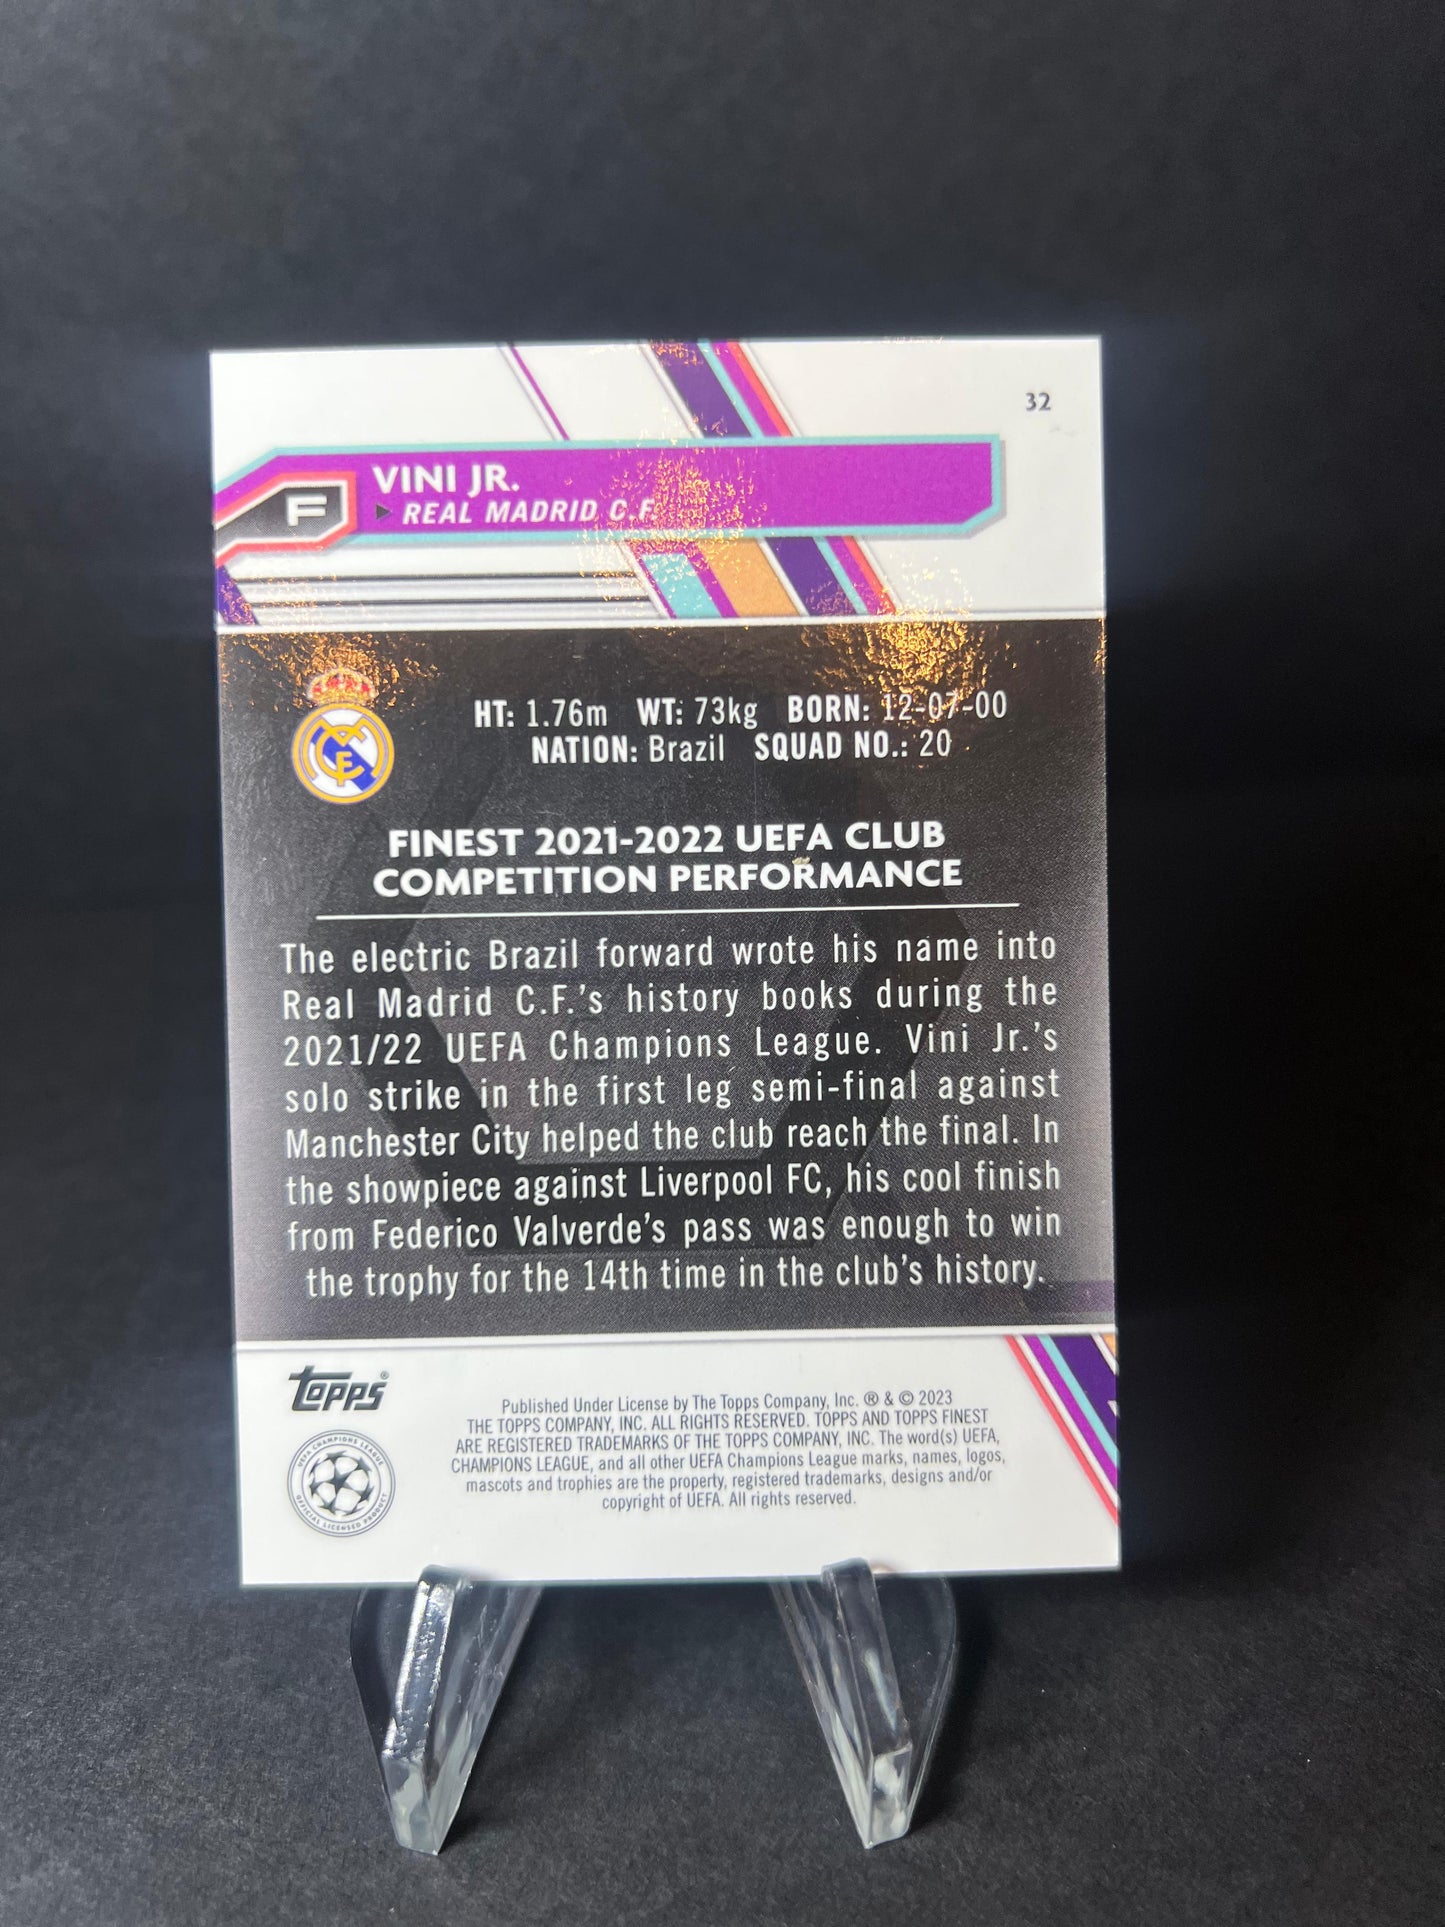 32
F
VINI JR.
REAL MADRID C.F.
HT: 1.76m WT: 73kg BORN: 12-07-00
NATION: Brazil SQUAD NO.: 20
FINEST 2021-2022 UEFA CLUB
COMPETITION PERFORMANCE
The electric Brazil forward wrote his name into
Real Madrid C.F.'s history books during the
2021/22 UEFA Champions League. Vini Jr.'s
solo strike in the first leg semi-final against
Manchester City helped the club reach the final. In
the showpiece against Liverpool FC, his cool finish
from Federico Valverde's pass was enough to win
the trophy for the 14th time in the club's history.
topps®
UEFA CHAMPIONS LEAGUE
OFFICIAL LICENSED PRODUCT
Published Under License by The Topps Company, Inc. ® & © 2023
THE TOPPS COMPANY, INC. ALL RIGHTS RESERVED. TOPPS AND TOPPS FINEST
ARE REGISTERED TRADEMARKS OF THE TOPPS COMPANY, INC. The word(s) UEFA,
CHAMPIONS LEAGUE, and all other UEFA Champions League marks, names, logos,
mascots and trophies are the property, registered trademarks, designs and/or
copyright of UEFA. All rights reserved.